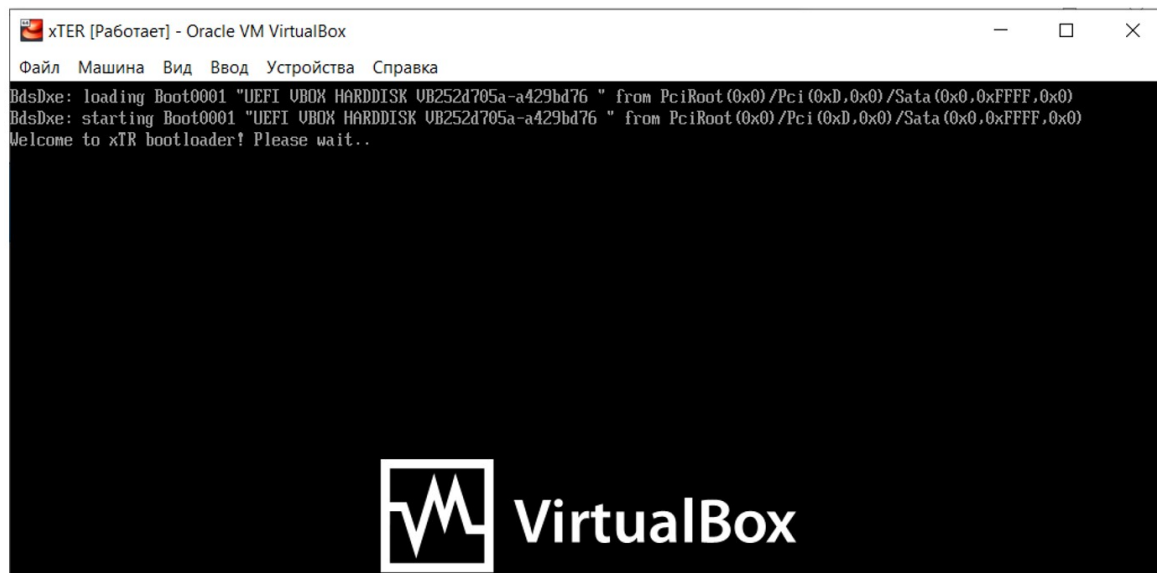 xTER [Работает] - Oracle VM VirtualBox
Файл Машина Вид Ввод Устройства Справка
BdsDxe: loading Boot0001 "UEFI VBOX HARDDISK VB252d705a-a429bd76 " from PciRoot(0x0)/Pci(0xD,0x0)/Sata(0x0,0xFFFF,0x0)
BdsDxe: starting Boot0001 "UEFI VBOX HARDDISK VB252d705a-a429bd76 " from PciRoot(0x0)/Pci(0xD,0x0)/Sata(0x0,0xFFFF,0x0)
Welcome to xTR bootloader! Please wait..
VirtualBox